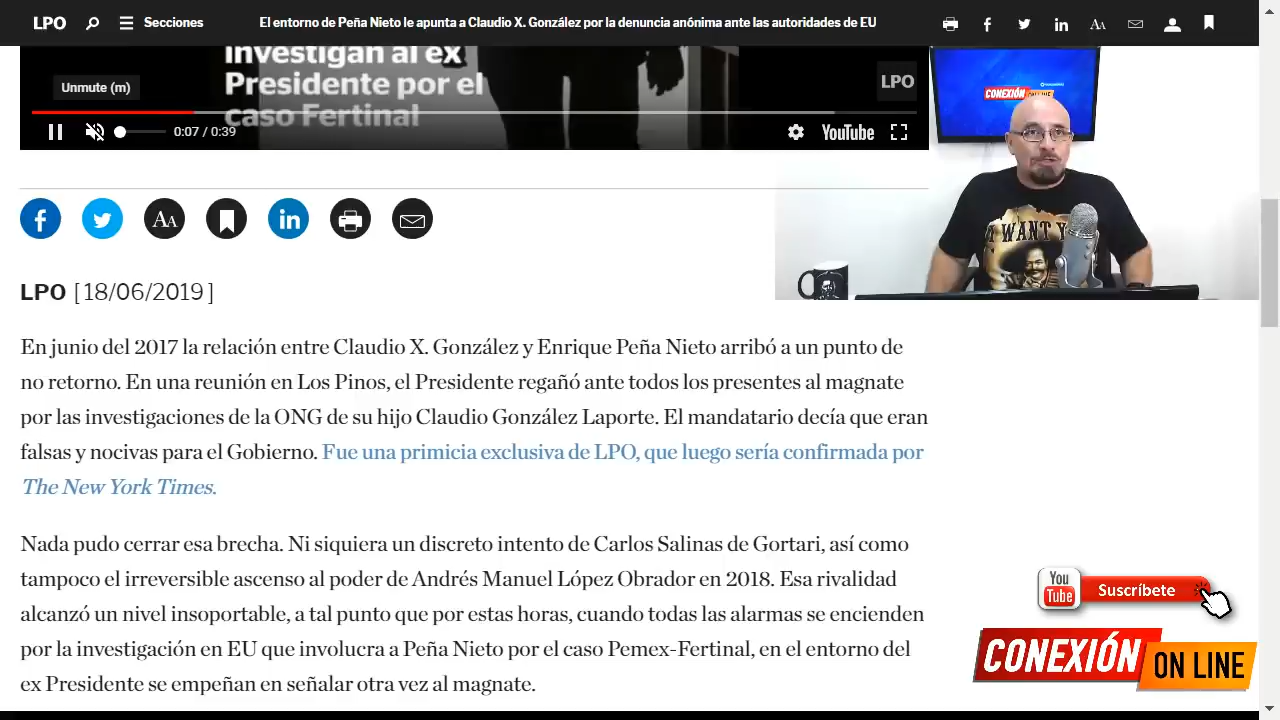 LPO
Secciones
El entorno de Peña Nieto le apunta a Claudio X. González por la denuncia anónima ante las autoridades de EU
AA
investigan al ex
Presidente por el
caso Fertinal
Unmute (m)
LPO
0:07 / 0:39
YouTube
CONEXIÓN
ON LINE
I WANT Y
AA
LPO [18/06/2019]
En junio del 2017 la relación entre Claudio X. González y Enrique Peña Nieto arribó a un punto de
no retorno. En una reunión en Los Pinos, el Presidente regañó ante todos los presentes al magnate
por las investigaciones de la ONG de su hijo Claudio González Laporte. El mandatario decía que eran
falsas y nocivas para el Gobierno. Fue una primicia exclusiva de LPO, que luego sería confirmada por
The New York Times.
Nada pudo cerrar esa brecha. Ni siquiera un discreto intento de Carlos Salinas de Gortari, así como
tampoco el irreversible ascenso al poder de Andrés Manuel López Obrador en 2018. Esa rivalidad
alcanzó un nivel insoportable, a tal punto que por estas horas, cuando todas las alarmas se encienden
por la investigación en EU que involucra a Peña Nieto por el caso Pemex-Fertinal, en el entorno del
ex Presidente se empeñan en señalar otra vez al magnate.
You
Tube
Suscríbete
CONEXIÓN
ON LINE